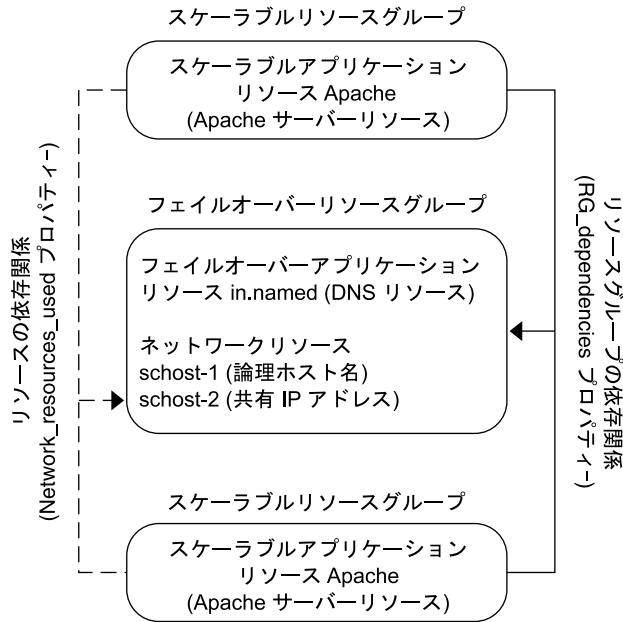 スケーラブルリソースグループ
スケーラブルアプリケーション
リソース Apache
(Apache サーバーリソース)
フェイルオーバーリソースグループ
フェイルオーバーアプリケーション
リソース in.named (DNS リソース)
ネットワークリソース
schost-1 (論理ホスト名)
schost-2 (共有 IP アドレス)
スケーラブルリソースグループ
スケーラブルアプリケーション
リソース Apache
(Apache サーバーリソース)
リソースの依存関係
(Network_resources_used プロパティー)
リソースグループの依存関係
(RG_dependencies プロパティー)